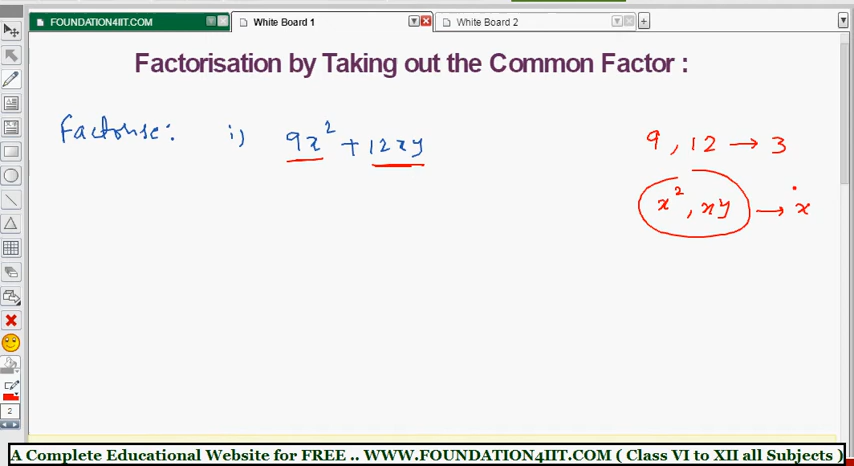 FOUNDATION4IIT.COM White Board 1 White Board 2
Factorisation by Taking out the Common Factor :
Factorise: i) 9x² + 12xy 9, 12 → 3
x², xy → x
2
A Complete Educational Website for FREE .. WWW.FOUNDATION4IIT.COM ( Class VI to XII all Subjects )